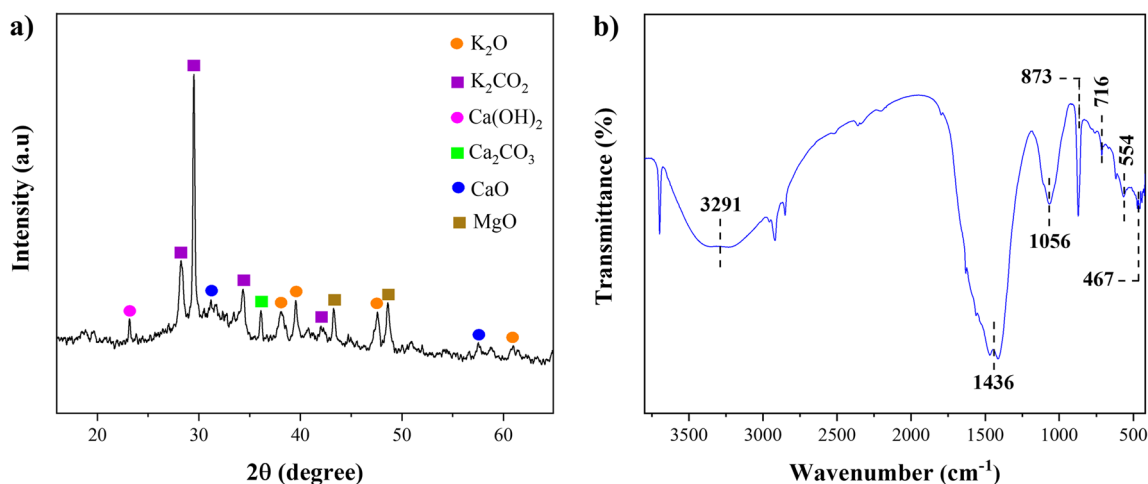 a)
Intensity (a.u)
K₂O
K₂CO₂
Ca(OH)₂
Ca₂CO₃
CaO
MgO
20 30 40 50 60
2θ (degree)
b)
Transmittance (%)
3291
1436
1056
873
716
554
467
3500 3000 2500 2000 1500 1000 500
Wavenumber (cm⁻¹)